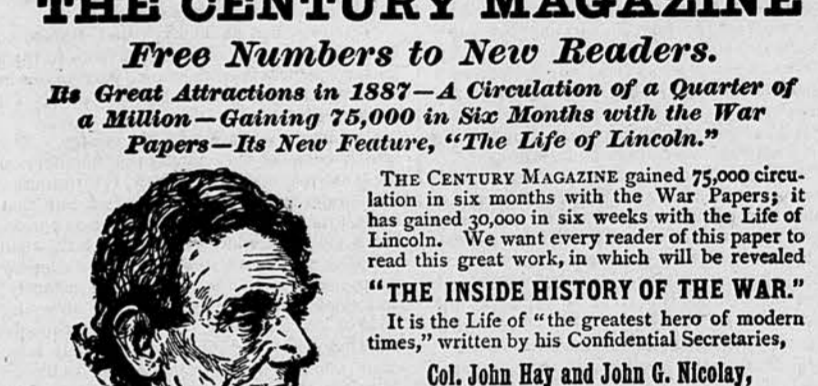 THE CENTURY MAGAZINE
Free Numbers to New Readers.
Its Great Attractions in 1887—A Circulation of a Quarter of
a Million—Gaining 75,000 in Six Months with the War
Papers—Its New Feature, "The Life of Lincoln."
THE CENTURY MAGAZINE gained 75,000 circu-
lation in six months with the War Papers; it
has gained 30,000 in six weeks with the Life of
Lincoln. We want every reader of this paper to
read this great work, in which will be revealed
"THE INSIDE HISTORY OF THE WAR."
It is the Life of "the greatest hero of modern
times," written by his Confidential Secretaries,
Col. John Hay and John G. Nicolay,